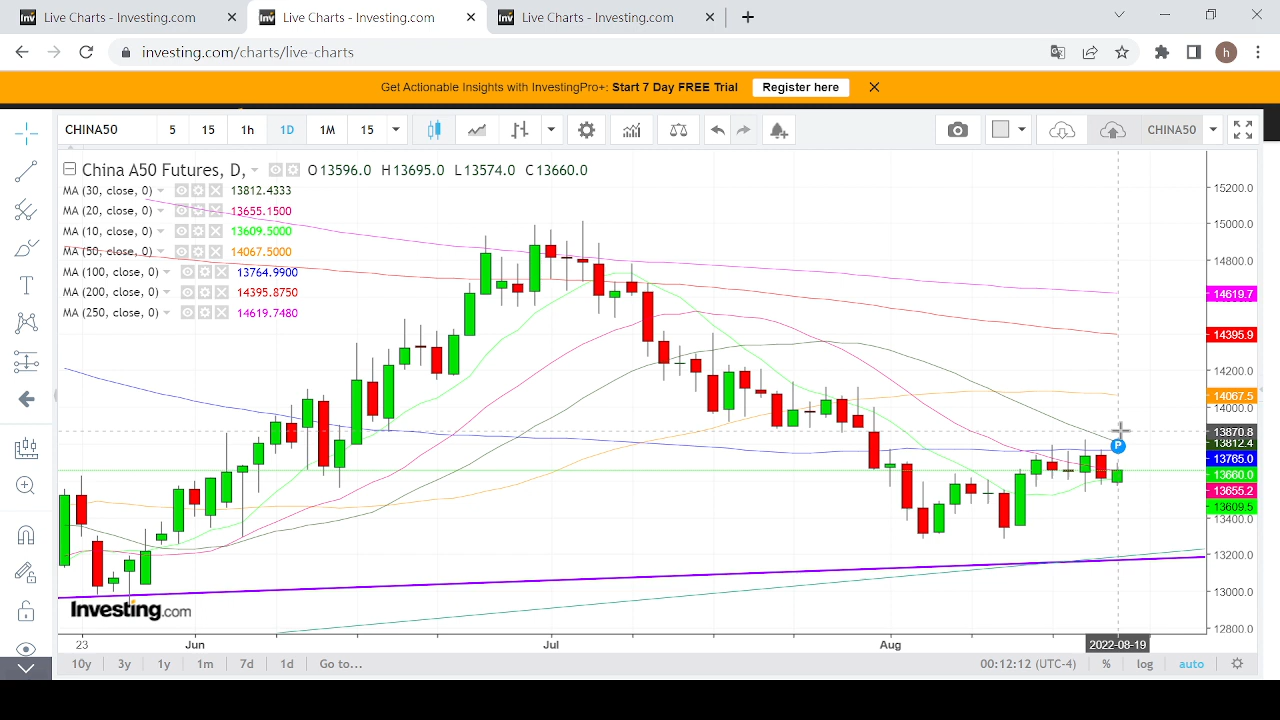 Live Charts - Investing.com
Live Charts - Investing.com
Live Charts - Investing.com
investing.com/charts/live-charts
h
Get Actionable Insights with InvestingPro+: Start 7 Day FREE Trial
Register here
CHINA50
5
15
1h
1D
1M
15
CHINA50
China A50 Futures, D,
O13596.0 H13695.0 L13574.0 C13660.0
MA (30, close, 0) 13812.4333
MA (20, close, 0) 13655.1500
MA (10, close, 0) 13609.5000
MA (50, close, 0) 14067.5000
MA (100, close, 0) 13764.9900
MA (200, close, 0) 14395.8750
MA (250, close, 0) 14619.7480
15200.0
15000.0
14800.0
14619.7
14395.9
14200.0
14067.5
14000.0
13870.8
13812.4
13765.0
13660.0
13655.2
13609.5
13400.0
13200.0
13000.0
12800.0
P
Investing.com
23
Jun
Jul
Aug
2022-08-19
10y
3y
1y
1m
7d
1d
Go to...
00:12:12 (UTC-4)
%
log
auto